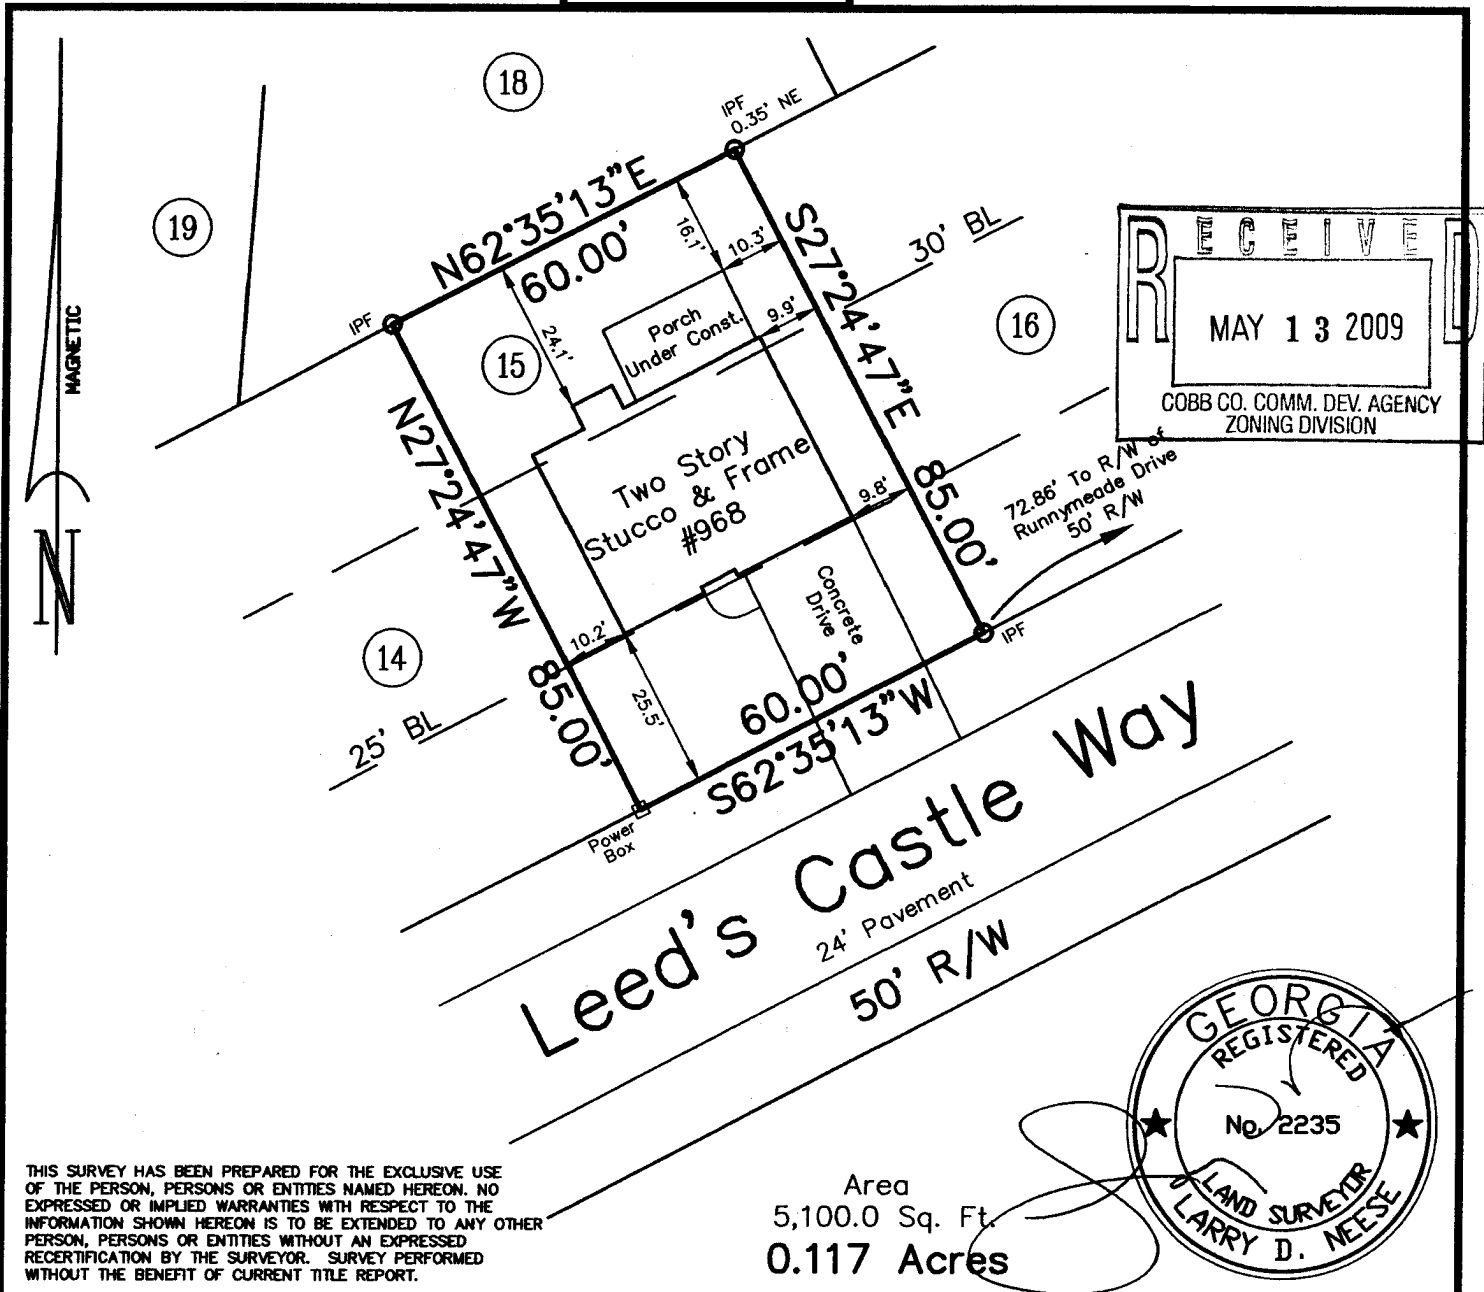 18
IPF
0.35' NE
19
N62°35'13"E
60.00'
16.1'
10.3'
S27°24'47"E
85.00'
30' BL
RECEIVED
MAY 13 2009
COBB CO. COMM. DEV. AGENCY
ZONING DIVISION
MAGNETIC
N
IPF
24.1'
15
Porch
Under Const.
9.9'
16
N27°24'47"W
85.00'
Two Story
Stucco & Frame
#968
9.8'
72.86' To R/W of
Runnymeade Drive
50' R/W
Concrete
Drive
IPF
14
10.2'
25.5'
25' BL
60.00'
S62°35'13"W
Power
Box
Leed's Castle Way
24' Pavement
50' R/W
GEORGIA
REGISTERED
No. 2235
LAND SURVEYOR
LARRY D. NEESE
THIS SURVEY HAS BEEN PREPARED FOR THE EXCLUSIVE USE
OF THE PERSON, PERSONS OR ENTITIES NAMED HEREON. NO
EXPRESSED OR IMPLIED WARRANTIES WITH RESPECT TO THE
INFORMATION SHOWN HEREON IS TO BE EXTENDED TO ANY OTHER
PERSON, PERSONS OR ENTITIES WITHOUT AN EXPRESSED
RECERTIFICATION BY THE SURVEYOR. SURVEY PERFORMED
WITHOUT THE BENEFIT OF CURRENT TITLE REPORT.
Area
5,100.0 Sq. Ft.
0.117 Acres